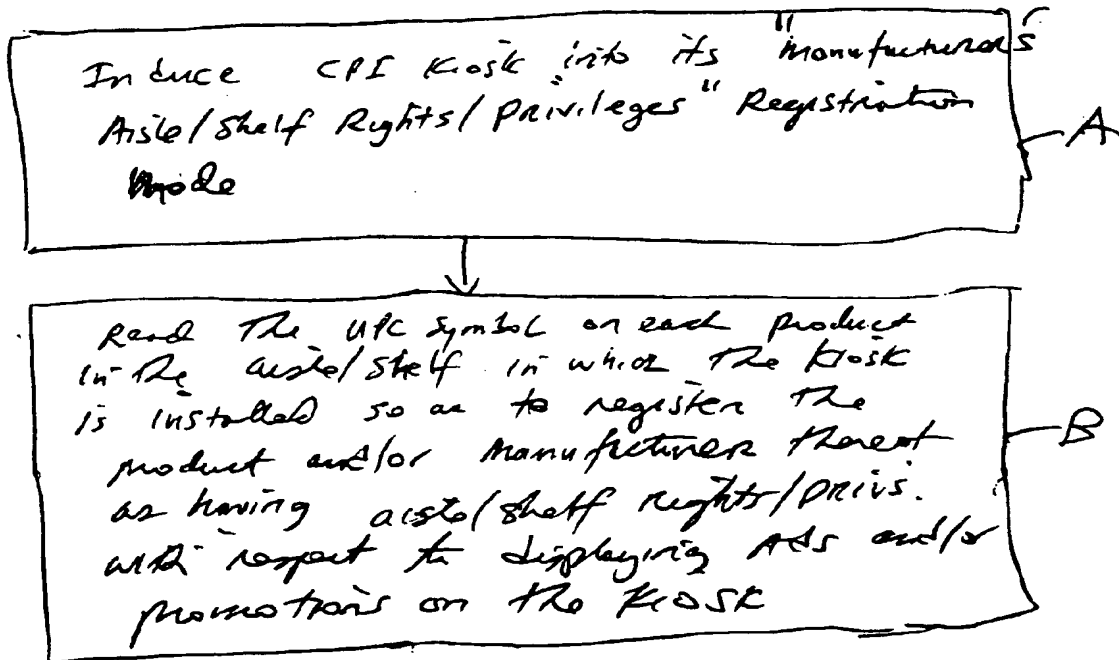 Induce CPI Kiosk into its "Manufacturers
Aisle/Shelf Rights/Privileges" Registration
Mode
A
Read The UPC symbol on each product
in the aisle/shelf in which The Kiosk
is installed so as to register The
product and/or Manufacturer thereof
as having aisle/shelf rights/privs.
with respect to displaying Ads and/or
promotions on The Kiosk
B